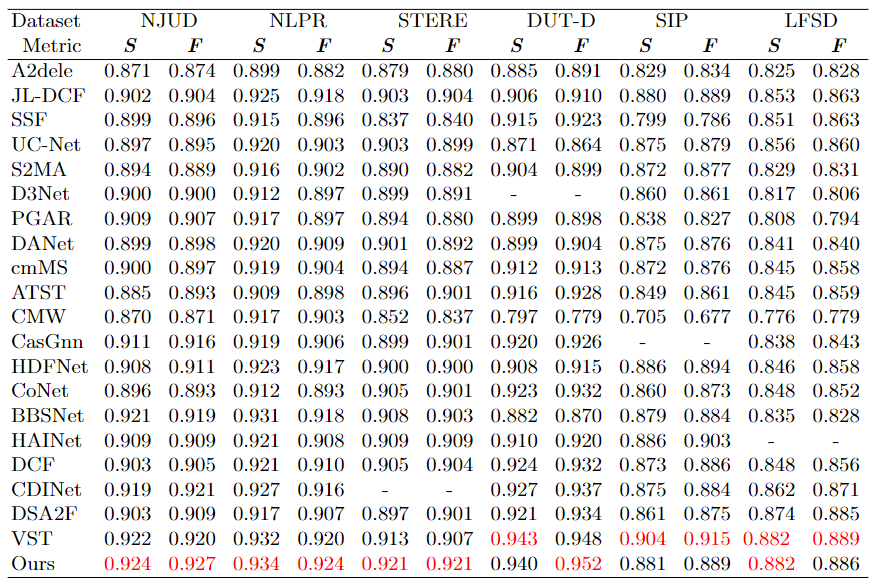 Dataset NJUD NLPR STERE DUT-D SIP LFSD
Metric S F S F S F S F S F S F
A2dele 0.871 0.874 0.899 0.882 0.879 0.880 0.885 0.891 0.829 0.834 0.825 0.828
JL-DCF 0.902 0.904 0.925 0.918 0.903 0.904 0.906 0.910 0.880 0.889 0.853 0.863
SSF 0.899 0.896 0.915 0.896 0.837 0.840 0.915 0.923 0.799 0.786 0.851 0.863
UC-Net 0.897 0.895 0.920 0.903 0.903 0.899 0.871 0.864 0.875 0.879 0.856 0.860
S2MA 0.894 0.889 0.916 0.902 0.890 0.882 0.904 0.899 0.872 0.877 0.829 0.831
D3Net 0.900 0.900 0.912 0.897 0.899 0.891 - - 0.860 0.861 0.817 0.806
PGAR 0.909 0.907 0.917 0.897 0.894 0.880 0.899 0.898 0.838 0.827 0.808 0.794
DANet 0.899 0.898 0.920 0.909 0.901 0.892 0.899 0.904 0.875 0.876 0.841 0.840
cmMS 0.900 0.897 0.919 0.904 0.894 0.887 0.912 0.913 0.872 0.876 0.845 0.858
ATST 0.885 0.893 0.909 0.898 0.896 0.901 0.916 0.928 0.849 0.861 0.845 0.859
CMW 0.870 0.871 0.917 0.903 0.852 0.837 0.797 0.779 0.705 0.677 0.776 0.779
CasGnn 0.911 0.916 0.919 0.906 0.899 0.901 0.920 0.926 - - 0.838 0.843
HDFNet 0.908 0.911 0.923 0.917 0.900 0.900 0.908 0.915 0.886 0.894 0.846 0.858
CoNet 0.896 0.893 0.912 0.893 0.905 0.901 0.923 0.932 0.860 0.873 0.848 0.852
BBSNet 0.921 0.919 0.931 0.918 0.908 0.903 0.882 0.870 0.879 0.884 0.835 0.828
HAINet 0.909 0.909 0.921 0.908 0.909 0.909 0.910 0.920 0.886 0.903 - -
DCF 0.903 0.905 0.921 0.910 0.905 0.904 0.924 0.932 0.873 0.886 0.848 0.856
CDINet 0.919 0.921 0.927 0.916 - - 0.927 0.937 0.875 0.884 0.862 0.871
DSA2F 0.903 0.909 0.917 0.907 0.897 0.901 0.921 0.934 0.861 0.875 0.874 0.885
VST 0.922 0.920 0.932 0.920 0.913 0.907 0.943 0.948 0.904 0.915 0.882 0.889
Ours 0.924 0.927 0.934 0.924 0.921 0.921 0.940 0.952 0.881 0.889 0.882 0.886